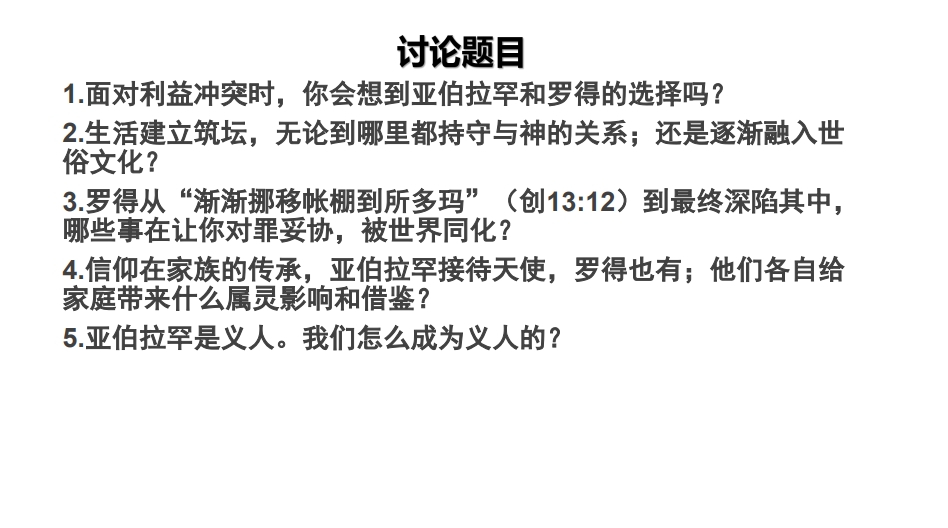 讨论题目
1.面对利益冲突时，你会想到亚伯拉罕和罗得的选择吗？
2.生活建立筑坛，无论到哪里都持守与神的关系；还是逐渐融入世
俗文化？
3.罗得从“渐渐挪移帐棚到所多玛”（创13:12）到最终深陷其中，
哪些事在让你对罪妥协，被世界同化？
4.信仰在家族的传承，亚伯拉罕接待天使，罗得也有；他们各自给
家庭带来什么属灵影响和借鉴？
5.亚伯拉罕是义人。我们怎么成为义人的？